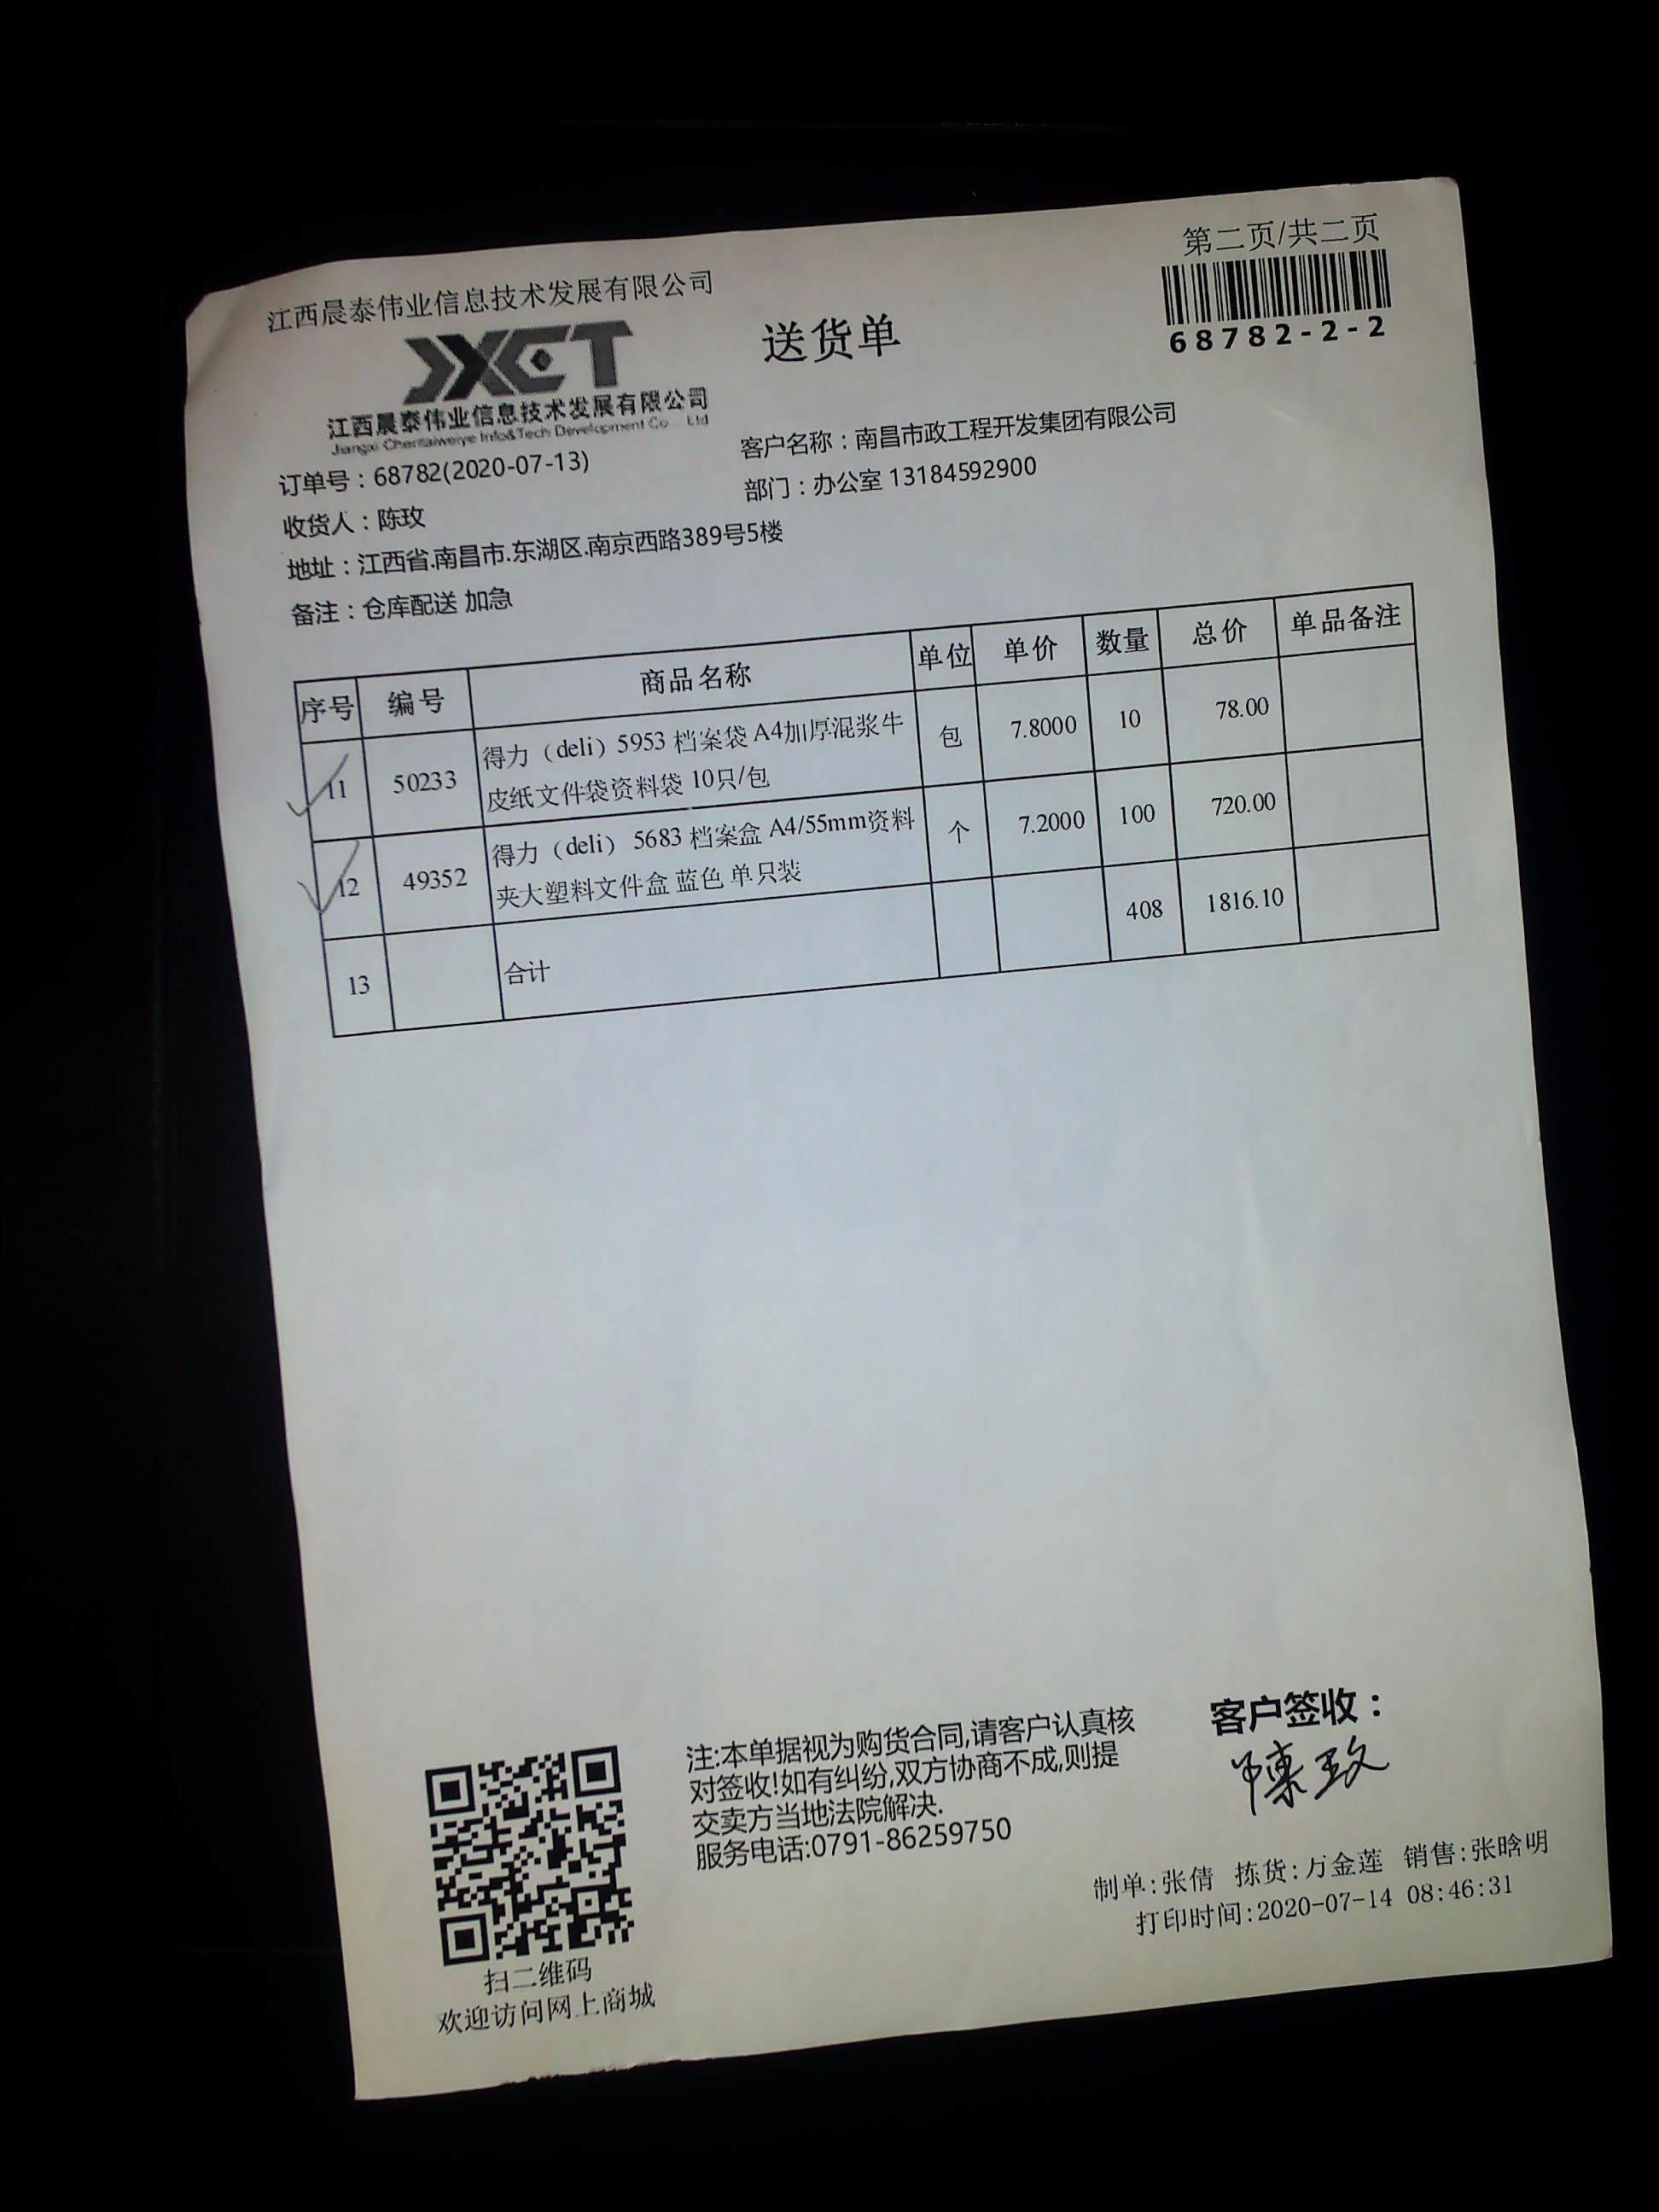 第二页/共二页
江西晨泰伟业信息技术发展有限公司
68782-2-2
送货单
JXCT
江西晨泰伟业信息技术发展有限公司
Jiangxi Chentaiweiye Info&Tech Development Co., Ltd
客户名称：南昌市政工程开发集团有限公司
订单号：68782(2020-07-13)
部门：办公室 13184592900
收货人：陈玫
地址：江西省.南昌市.东湖区.南京西路389号5楼
备注：仓库配送 加急
序号 编号 商品名称 单位 单价 数量 总价 单品备注
11 50233 得力（deli）5953 档案袋 A4加厚混浆牛 包 7.8000 10 78.00
皮纸文件袋资料袋 10只/包
12 49352 得力（deli） 5683 档案盒 A4/55mm资料 个 7.2000 100 720.00
夹大塑料文件盒 蓝色 单只装
13 合计 408 1816.10
注:本单据视为购货合同,请客户认真核
对签收!如有纠纷,双方协商不成,则提
交卖方当地法院解决.
服务电话:0791-86259750
客户签收：
陈玫
制单:张倩 拣货:万金莲 销售:张晗明
打印时间:2020-07-14 08:46:31
扫二维码
欢迎访问网上商城